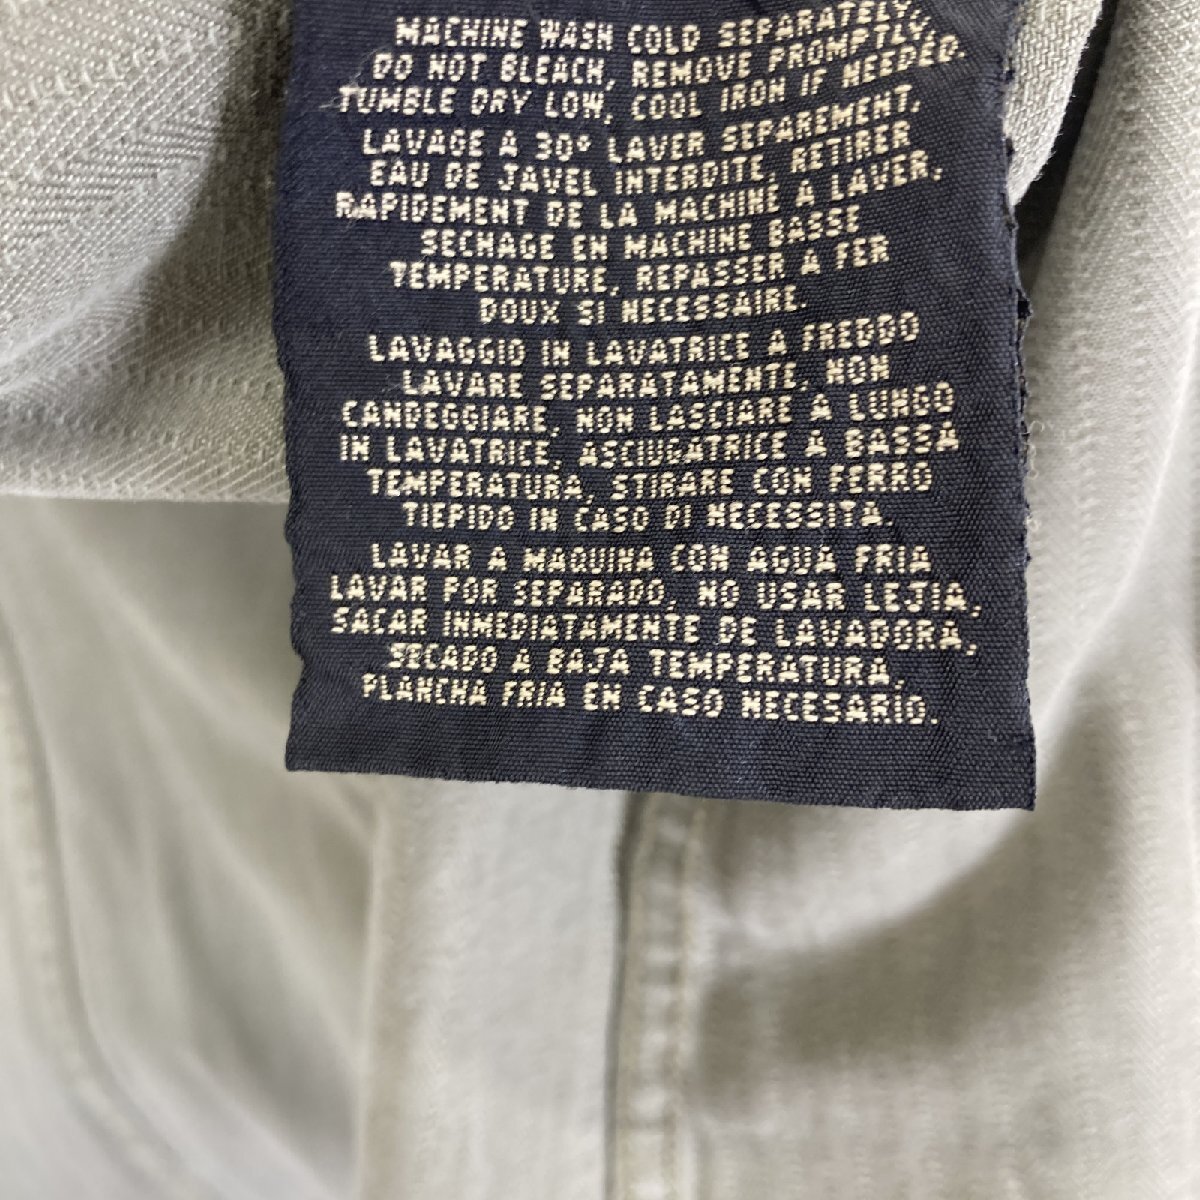 MACHINE WASH COLD SEPARATELY,
DO NOT BLEACH, REMOVE PROMPTLY,
TUMBLE DRY LOW, COOL IRON IF NEEDED.
LAVAGE A 30° LAVER SEPAREMENT,
EAU DE JAVEL INTERDITE, RETIRER
RAPIDEMENT DE LA MACHINE A LAVER,
SECHAGE EN MACHINE BASSE
TEMPERATURE, REPASSER A FER
DOUX SI NECESSAIRE.
LAVAGGIO IN LAVATRICE A FREDDO
LAVARE SEPARATAMENTE, NON
CANDEGGIARE, NON LASCIARE A LUNGO
IN LAVATRICE, ASCIUGATRICE A BASSA
TEMPERATURA, STIRARE CON FERRO
TIEPIDO IN CASO DI NECESSITA.
LAVAR A MAQUINA CON AGUA FRIA
LAVAR POR SEPARADO, NO USAR LEJIA,
SACAR INMEDIATAMENTE DE LAVADORA,
SECADO A BAJA TEMPERATURA,
PLANCHA FRIA EN CASO NECESARIO.